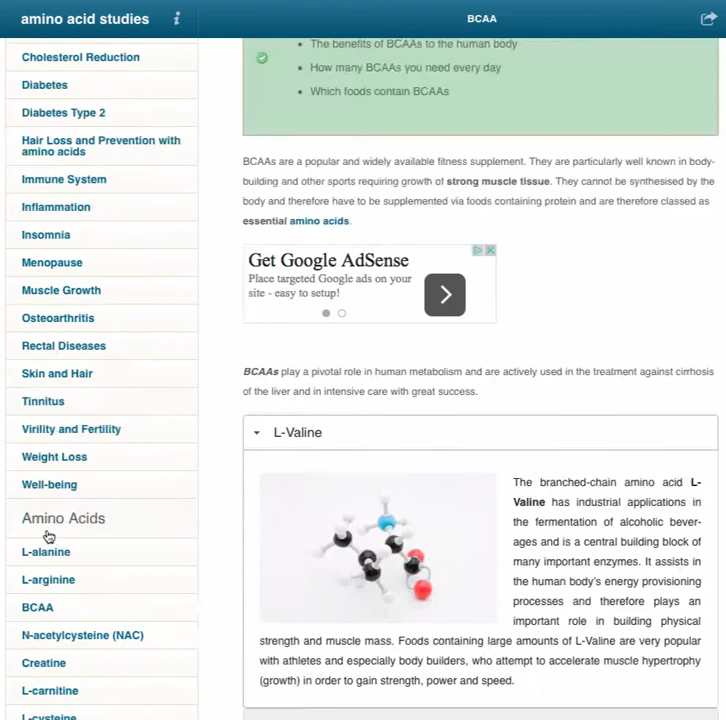 amino acid studies
i
BCAA
Cholesterol Reduction
Diabetes
Diabetes Type 2
Hair Loss and Prevention with
amino acids
Immune System
Inflammation
Insomnia
Menopause
Muscle Growth
Osteoarthritis
Rectal Diseases
Skin and Hair
Tinnitus
Virility and Fertility
Weight Loss
Well-being
Amino Acids
L-alanine
L-arginine
BCAA
N-acetylcysteine (NAC)
Creatine
L-carnitine
L-cysteine
• The benefits of BCAAs to the human body
• How many BCAAs you need every day
• Which foods contain BCAAs
BCAAs are a popular and widely available fitness supplement. They are particularly well known in body-
building and other sports requiring growth of strong muscle tissue. They cannot be synthesised by the
body and therefore have to be supplemented via foods containing protein and are therefore classed as
essential amino acids.
Get Google AdSense
Place targeted Google ads on your
site - easy to setup!
BCAAs play a pivotal role in human metabolism and are actively used in the treatment against cirrhosis
of the liver and in intensive care with great success.
L-Valine
The branched-chain amino acid L-
Valine has industrial applications in
the fermentation of alcoholic bever-
ages and is a central building block of
many important enzymes. It assists in
the human body's energy provisioning
processes and therefore plays an
important role in building physical
strength and muscle mass. Foods containing large amounts of L-Valine are very popular
with athletes and especially body builders, who attempt to accelerate muscle hypertrophy
(growth) in order to gain strength, power and speed.